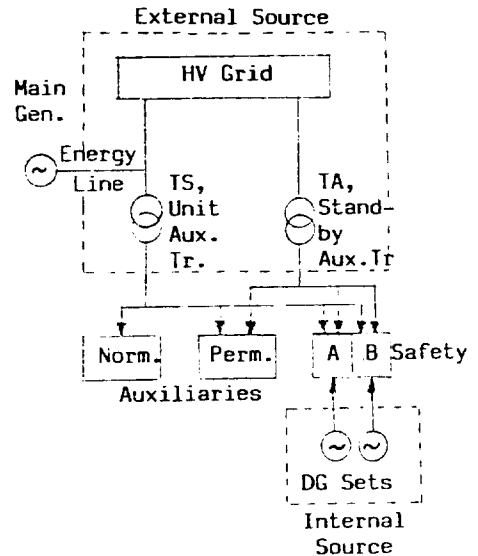 External Source
HV Grid
Main
Gen.
Energy
Line
TS,
Unit
Aux.
Tr.
TA,
Stand-
by
Aux.Tr
Norm.
Perm.
A
B
Safety
Auxiliaries
DG Sets
Internal
Source